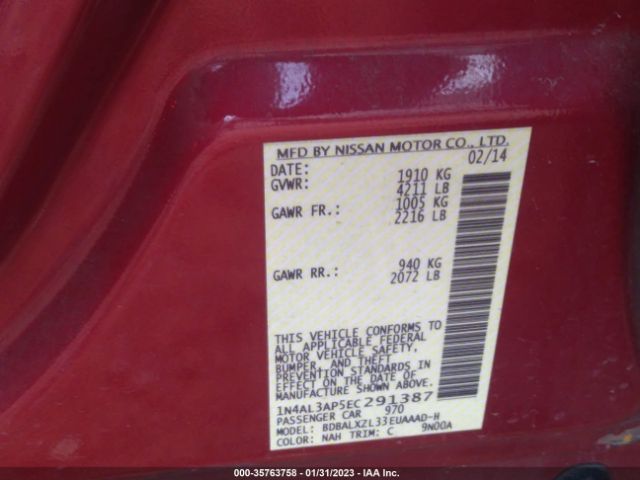 MFD BY NISSAN MOTOR CO., LTD.
DATE: 02/14
GVWR: 1910 KG
4211 LB
GAWR FR.: 1005 KG
2216 LB
GAWR RR.: 940 KG
2072 LB
THIS VEHICLE CONFORMS TO
ALL APPLICABLE FEDERAL
MOTOR VEHICLE SAFETY,
BUMPER, AND THEFT
PREVENTION STANDARDS IN
EFFECT ON THE DATE OF
MANUFACTURE SHOWN ABOVE.
1N4AL3AP5EC291387
PASSENGER CAR 970
MODEL: BDBALXZL33EUAAAD-H
COLOR: NAH TRIM: C 9N00A
000-35763758 - 01/31/2023 - IAA Inc.